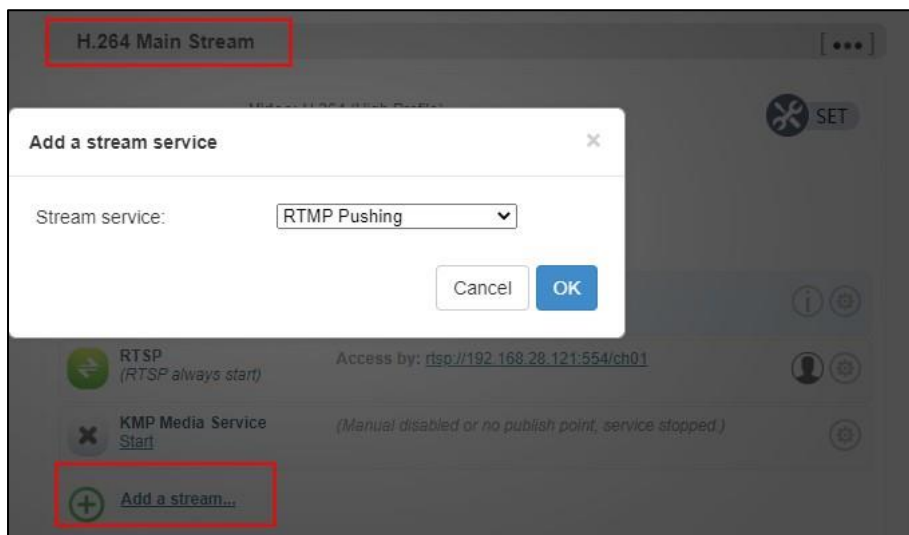 H.264 Main Stream
[•••]
SET
Add a stream service
×
Stream service:
RTMP Pushing
Cancel
OK
RTSP
(RTSP always start)
Access by: rtsp://192.168.28.121:554/ch01
KMP Media Service
Start
(Manual disabled or no publish point, service stopped.)
Add a stream...